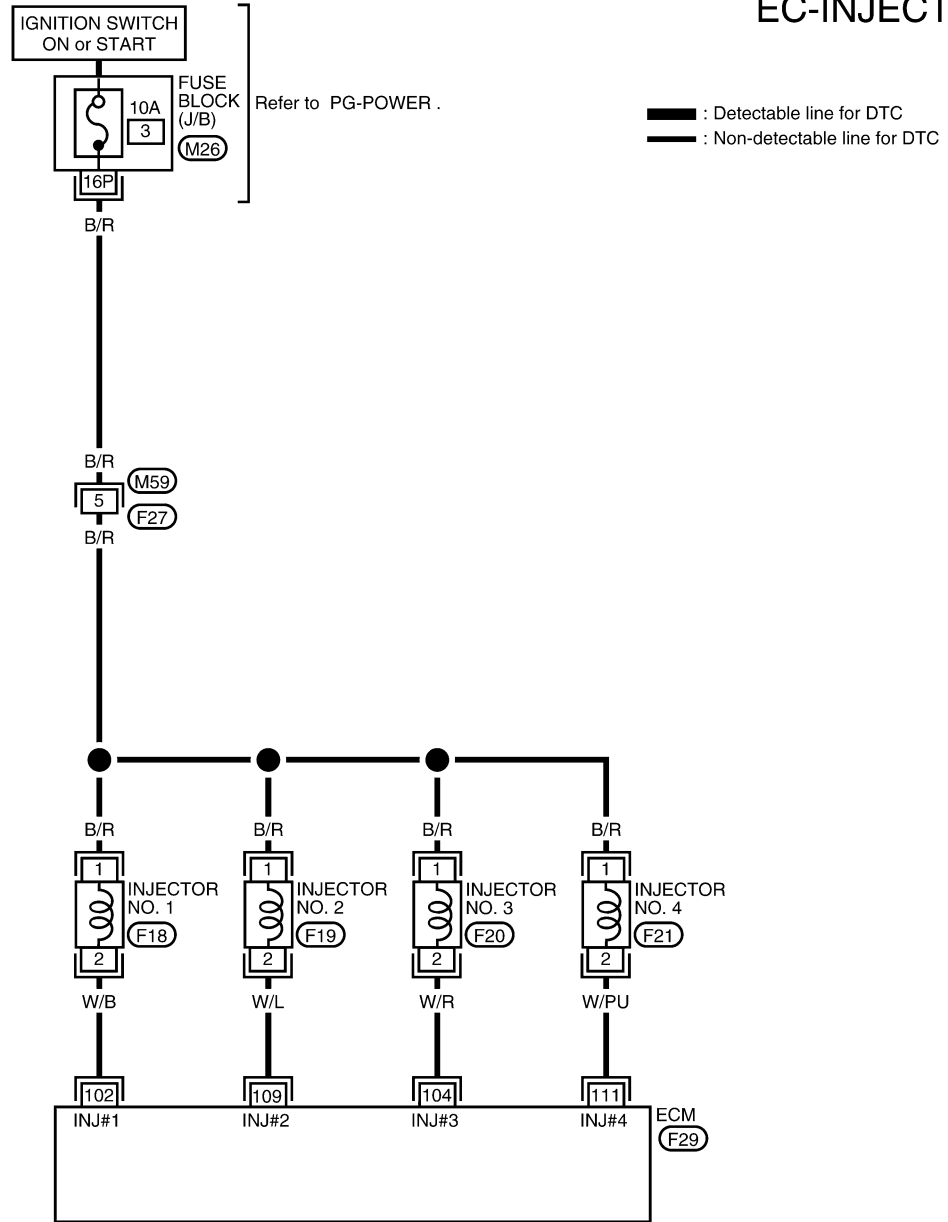 EC-INJECT
IGNITION SWITCH
ON or START
FUSE
BLOCK
(J/B)
10A
3
M26
Refer to PG-POWER .
: Detectable line for DTC
: Non-detectable line for DTC
16P
B/R
B/R
M59
5
F27
B/R
B/R
B/R
B/R
B/R
1
1
1
1
INJECTOR
NO. 1
F18
INJECTOR
NO. 2
F19
INJECTOR
NO. 3
F20
INJECTOR
NO. 4
F21
2
2
2
2
W/B
W/L
W/R
W/PU
102
109
104
111
INJ#1
INJ#2
INJ#3
INJ#4
ECM
F29